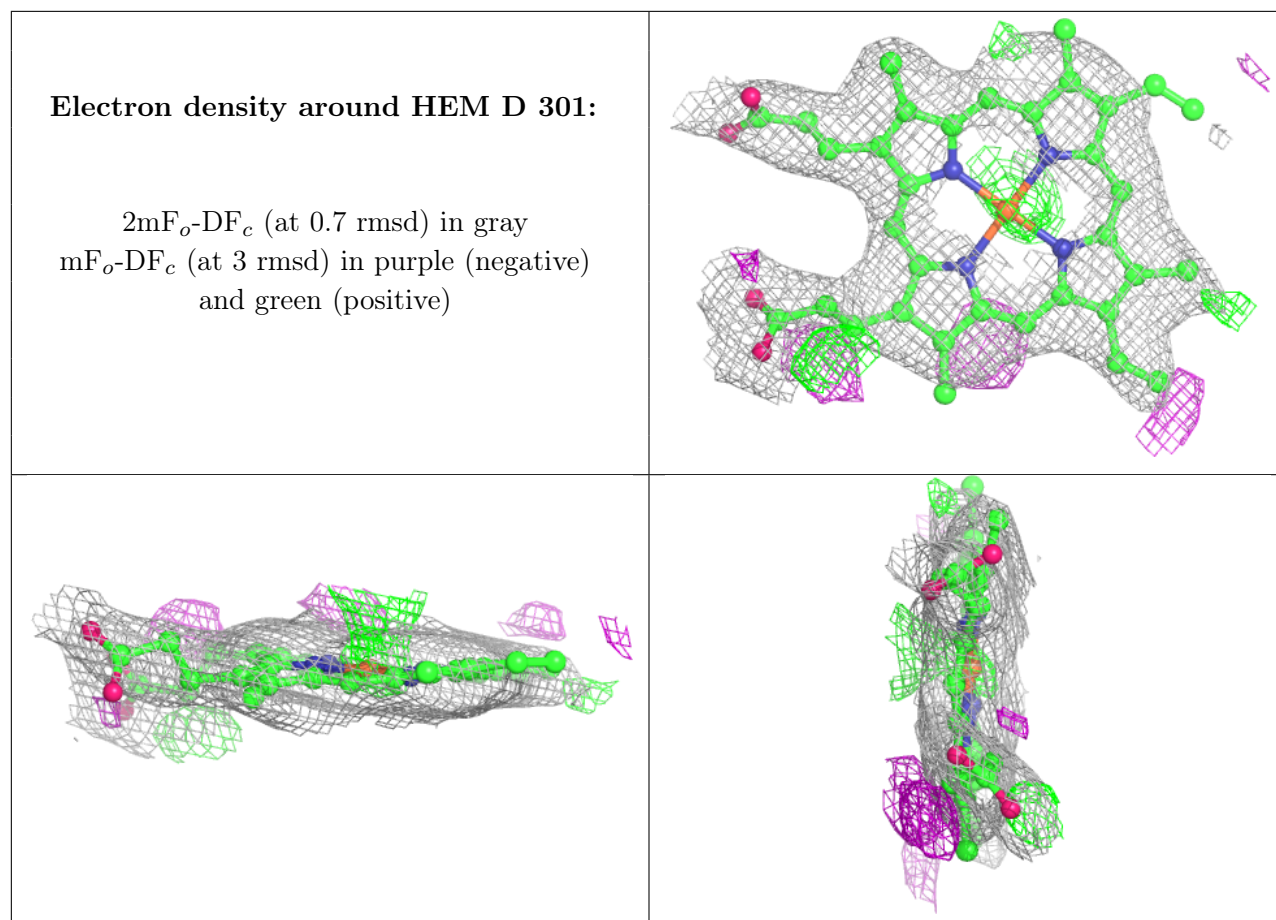 Electron density around HEM D 301:
2mFo-DFc (at 0.7 rmsd) in gray
mFo-DFc (at 3 rmsd) in purple (negative)
and green (positive)